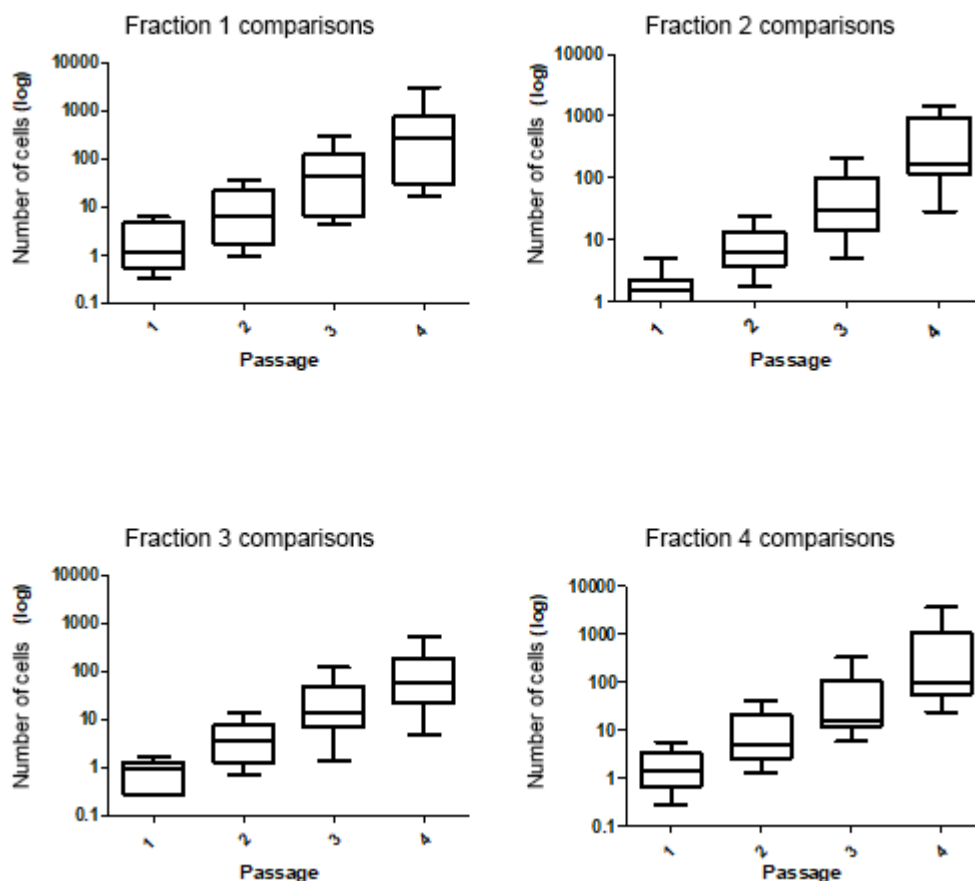 Fraction 1 comparisons
Number of cells (log)
10000
1000
100
10
1
0.1
1 2 3 4
Passage
Fraction 2 comparisons
Number of cells (log)
10000
1000
100
10
1
1 2 3 4
Passage
Fraction 3 comparisons
Number of cells (log)
10000
1000
100
10
1
0.1
1 2 3 4
Passage
Fraction 4 comparisons
Number of cells (log)
10000
1000
100
10
1
0.1
1 2 3 4
Passage